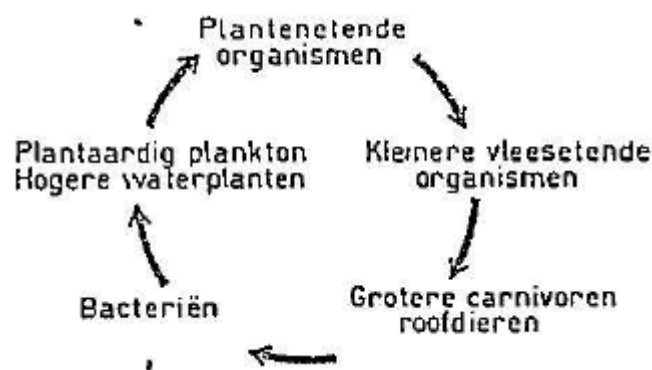 Plantenetende
organismen
Kleinere vleesetende
organismen
Grotere carnivoren
roofdieren
Bacteriën
Plantaardig plankton
Hogere waterplanten